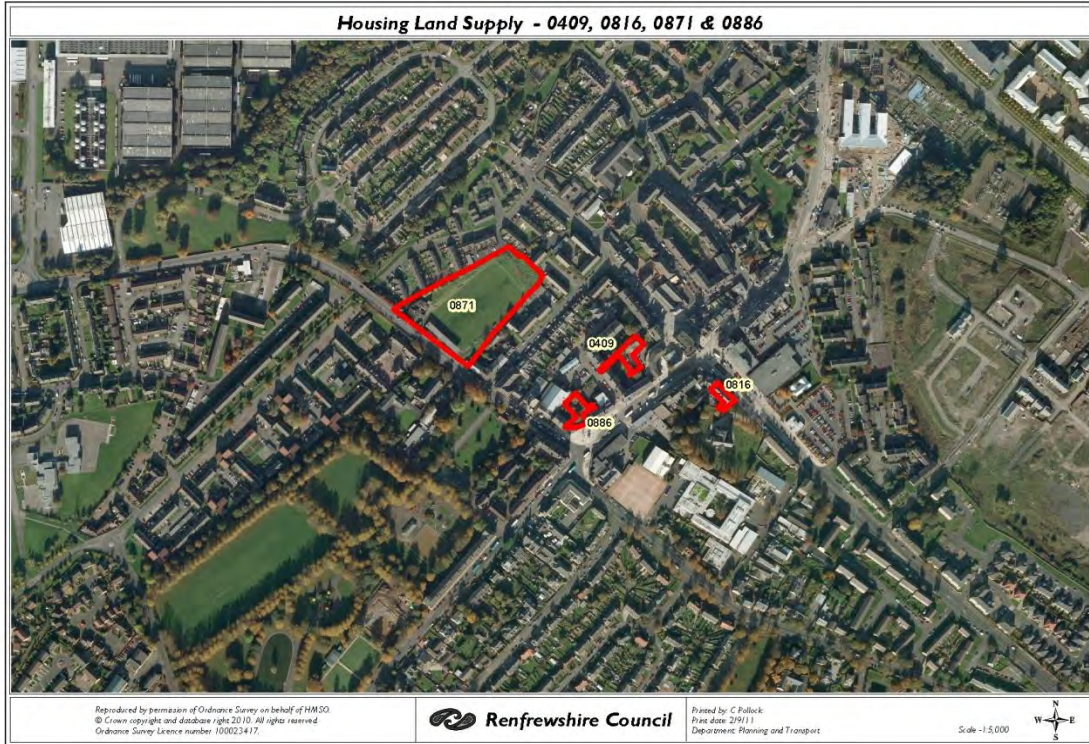 Housing Land Supply - 0409, 0816, 0871 & 0886
0871
0409
0816
0886
Reproduced by permission of Ordnance Survey on behalf of HMSO.
© Crown copyright and database right 2010. All rights reserved
Ordnance Survey Licence number 100023417.
Renfrewshire Council
Printed by: C Pollock
Print date: 2/9/11
Department: Planning and Transport
Scale -1:5,000
N
W E
S